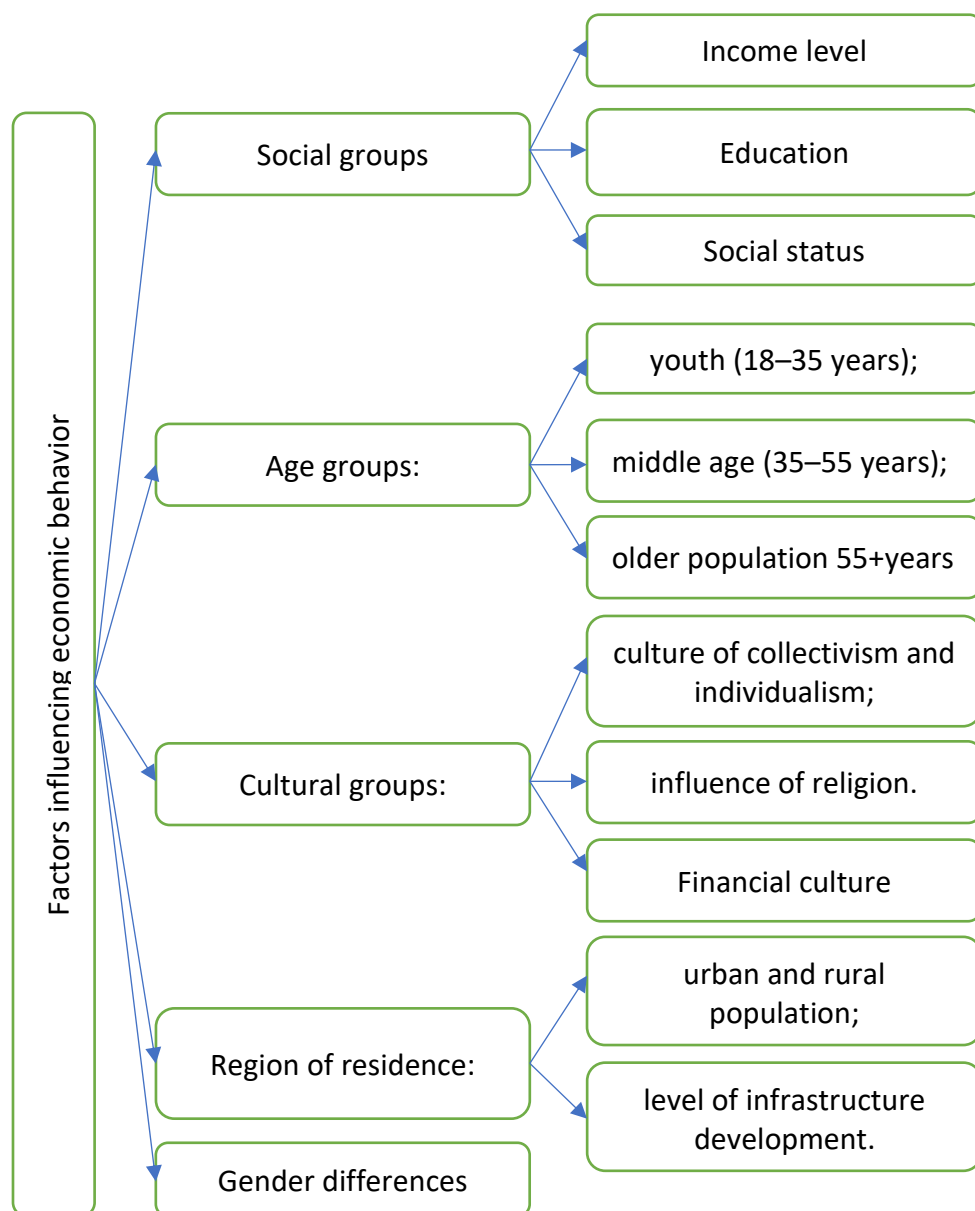 Factors influencing economic behavior
Social groups
Income level
Education
Social status
Age groups:
youth (18–35 years);
middle age (35–55 years);
older population 55+years
Cultural groups:
culture of collectivism and
individualism;
influence of religion.
Financial culture
Region of residence:
urban and rural
population;
level of infrastructure
development.
Gender differences